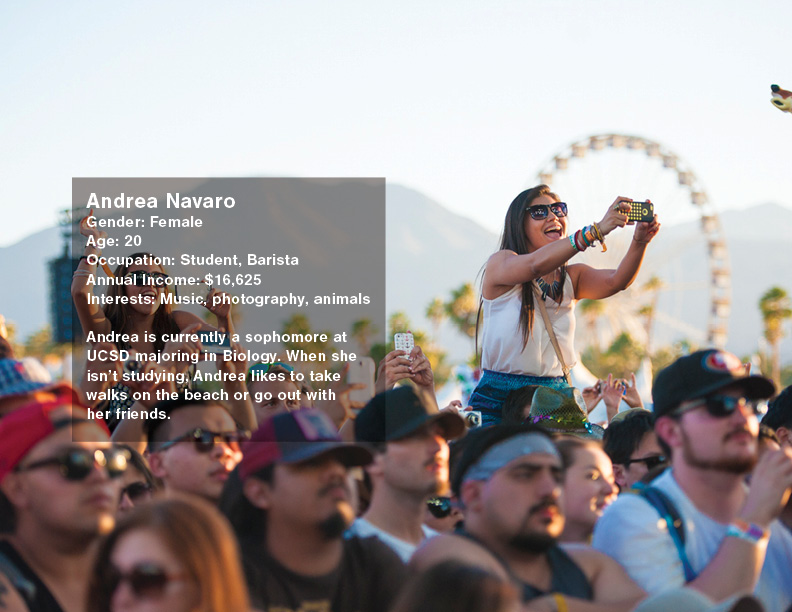 Andrea Navaro
Gender: Female
Age: 20
Occupation: Student, Barista
Annual Income: $16,625
Interests: Music, photography, animals
Andrea is currently a sophomore at
UCSD majoring in Biology. When she
isn't studying, Andrea likes to take
walks on the beach or go out with
her friends.